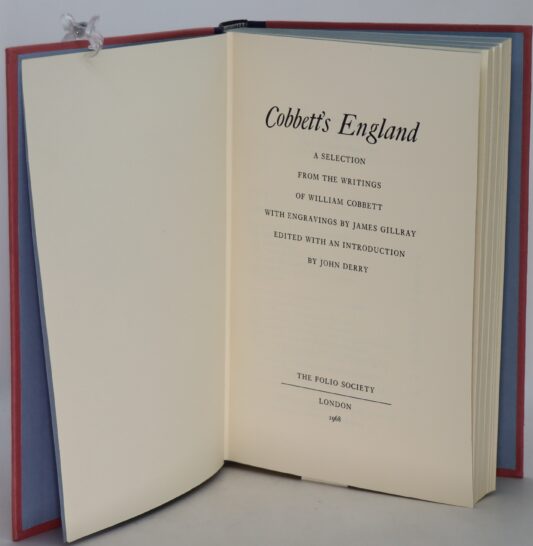 Cobbett's England
A SELECTION
FROM THE WRITINGS
OF WILLIAM COBBETT
WITH ENGRAVINGS BY JAMES GILLRAY
EDITED WITH AN INTRODUCTION
BY JOHN DERRY
THE FOLIO SOCIETY
LONDON
1968